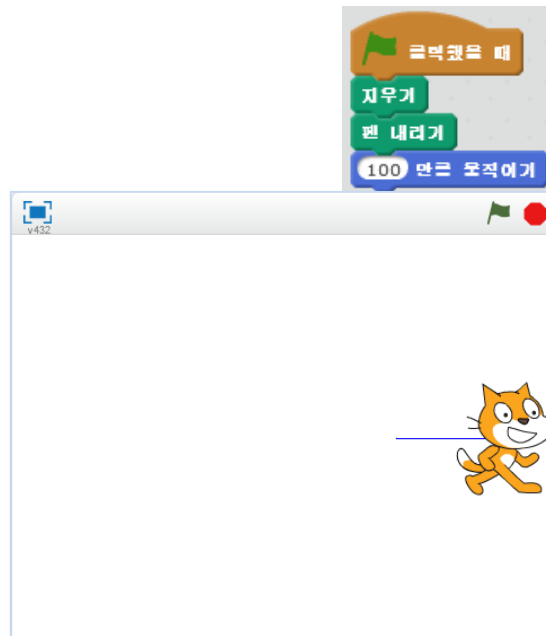 클릭했을 때
지우기
펜 내리기
100 만큼 움직이기
v432